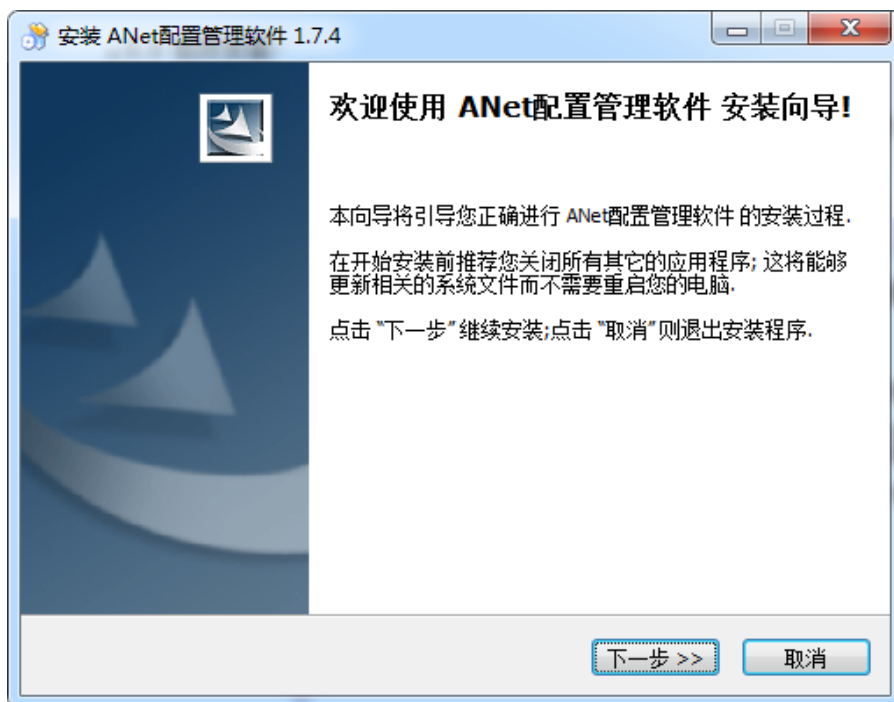 安装 ANet配置管理软件 1.7.4
欢迎使用 ANet配置管理软件 安装向导!
本向导将引导您正确进行 ANet配置管理软件 的安装过程.
在开始安装前推荐您关闭所有其它的应用程序; 这将能够
更新相关的系统文件而不需要重启您的电脑.
点击 "下一步" 继续安装;点击 "取消"则退出安装程序.
下一步 >>
取消